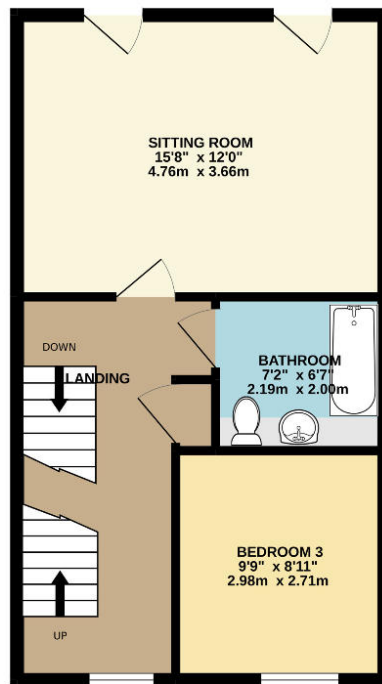 SITTING ROOM
15'8" x 12'0"
4.76m x 3.66m
DOWN
LANDING
BATHROOM
7'2" x 6'7"
2.19m x 2.00m
BEDROOM 3
9'9" x 8'11"
2.98m x 2.71m
UP